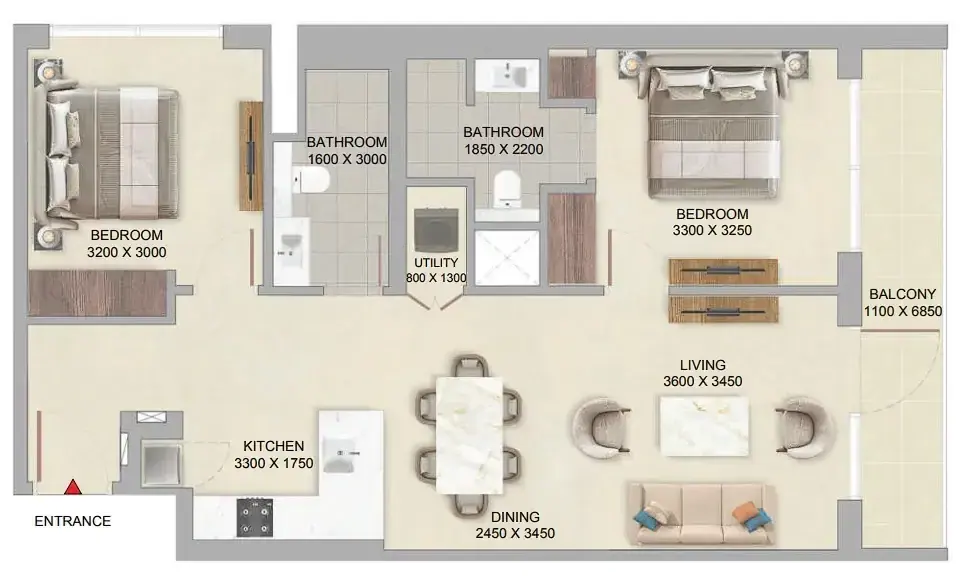 BATHROOM
1600 X 3000
BATHROOM
1850 X 2200
BEDROOM
3200 X 3000
BEDROOM
3300 X 3250
UTILITY
800 X 1300
BALCONY
1100 X 6850
LIVING
3600 X 3450
KITCHEN
3300 X 1750
DINING
2450 X 3450
ENTRANCE